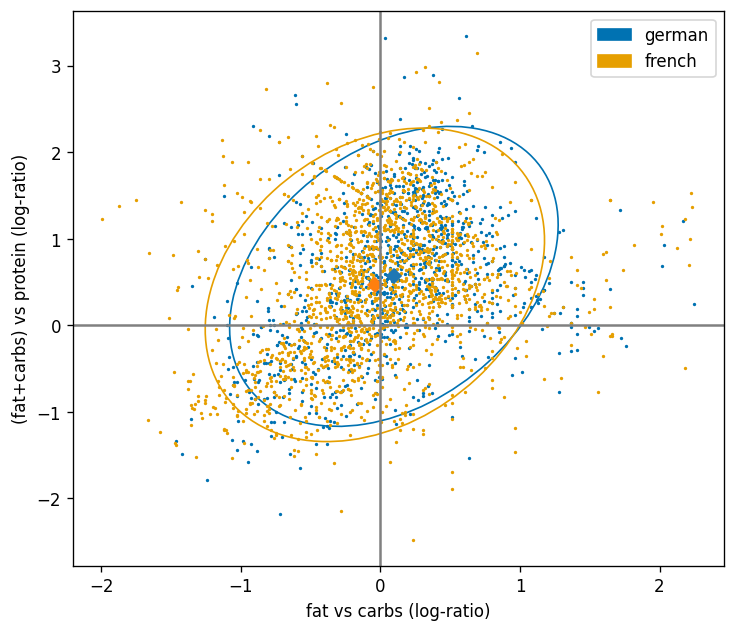 german
french
3
2
1
0
−1
−2
(fat+carbs) vs protein (log-ratio)
−2
−1
0
1
2
fat vs carbs (log-ratio)